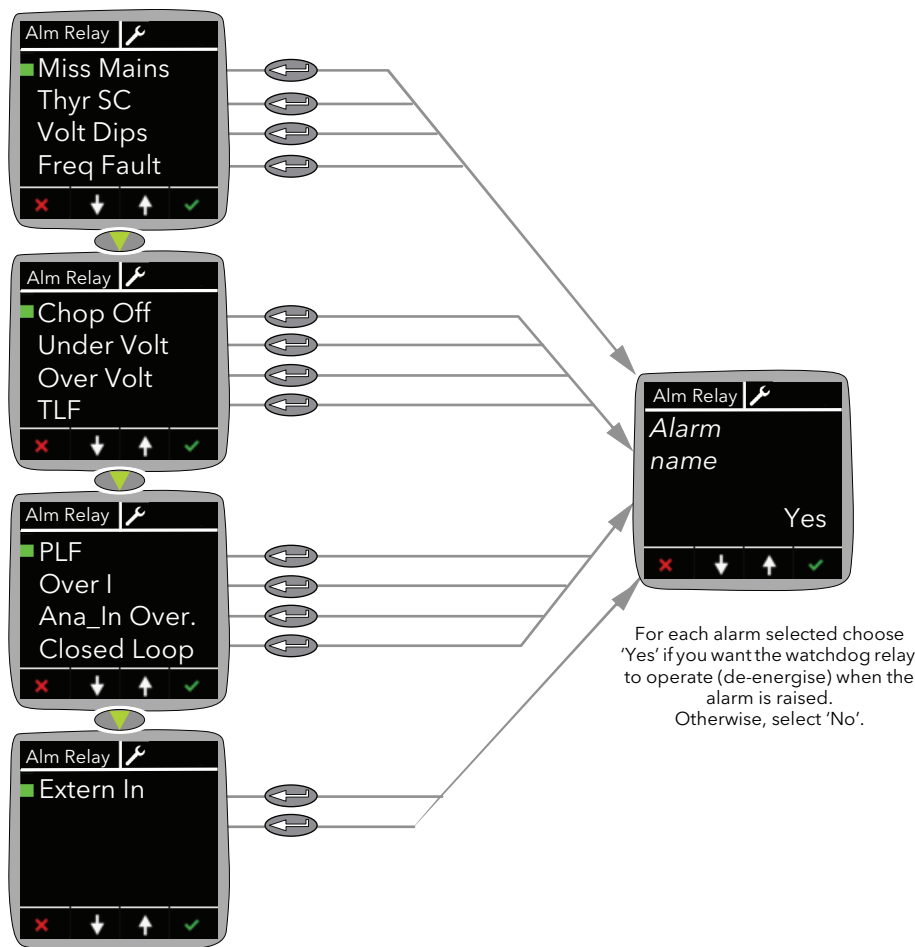 Alm Relay
Miss Mains
Thyr SC
Volt Dips
Freq Fault
Alm Relay
Chop Off
Under Volt
Over Volt
TLF
Alm Relay
PLF
Over I
Ana_In Over.
Closed Loop
Alm Relay
Extern In
Alm Relay
Alarm
name
Yes
For each alarm selected choose
‘Yes’ if you want the watchdog relay
to operate (de-energise) when the
alarm is raised.
Otherwise, select ‘No’.